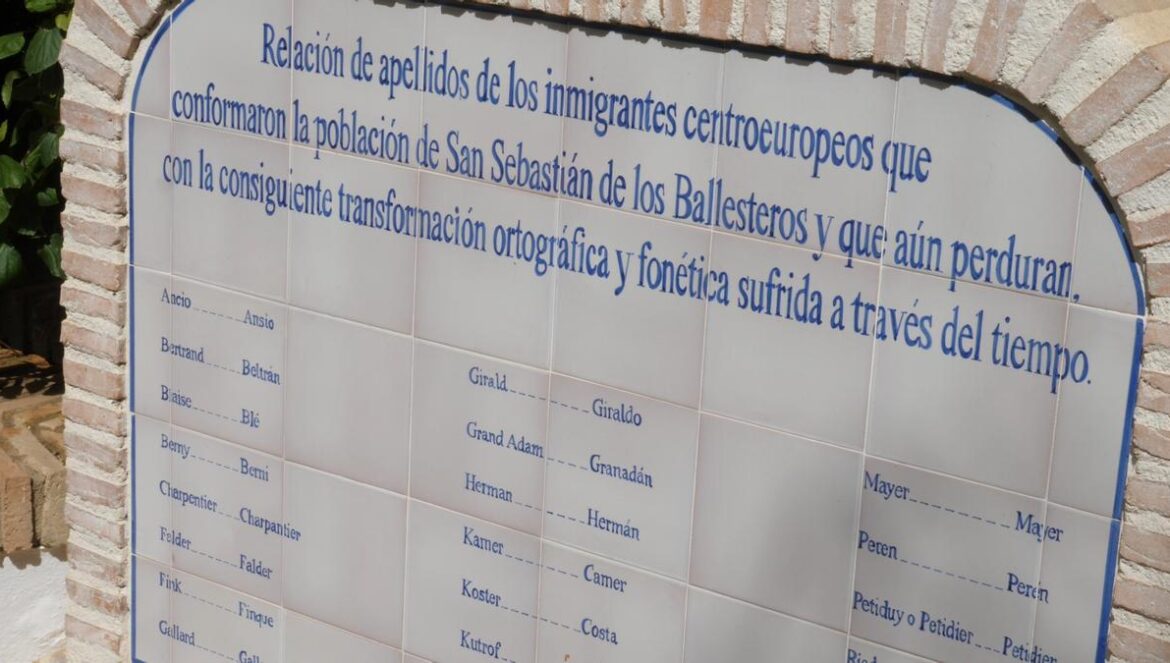 Relación de apellidos de los inmigrantes centroeuropeos que
conformaron la población de San Sebastián de los Ballesteros y que aún perduran,
con la consiguiente transformación ortográfica y fonética sufrida a través del tiempo.
Ancio ------ Ansio
Bertrand ------ Beltrán
Blaise ------ Blé
Berny ------ Berni
Charpentier ---- Charpantier
Felder ------ Falder
Fink ------ Finque
Gallard ------
Girald ------ Giraldo
Grand Adam ---- Granadán
Herman ------ Hermán
Kamer ------ Camer
Koster ------ Costa
Kutrof ------
Mayer ------ Mayer
Peren ------ Perén
Petiduy o Petidier ---- Petidier